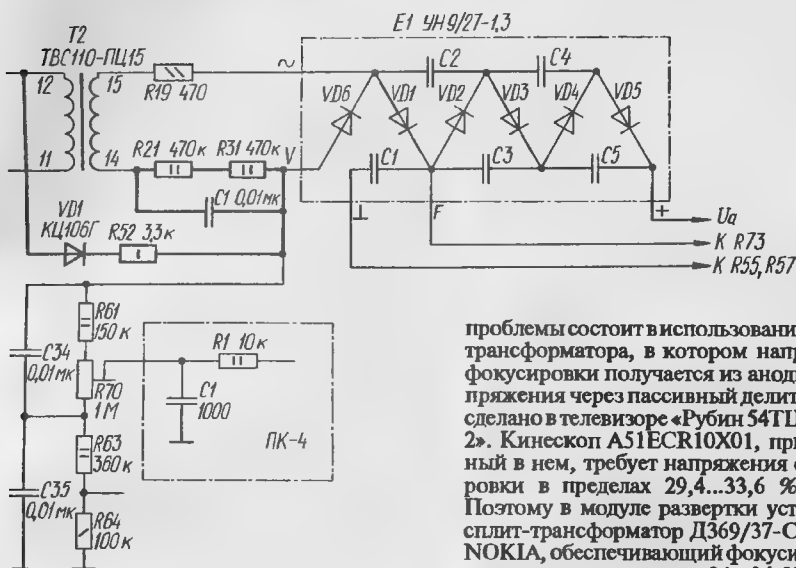 E1 УН9/27-1,3
T2
ТВС110-ПЦ15
12
15
R19 470
~
C2
C4
VD6
VD1
VD2
VD3
VD4
VD5
11
14
R21 470к
R31 470к
V
C1
C3
C5
C1 0,01мк
⊥
F
+
Uа
К R73
К R55, R57
VD1
КЦ106Г
R52 3,3к
R61
150 к
C34
0,01мк
R70
1 М
R63
360к
C35
0,01мк
R64
100к
R1 10к
C1
1000
ПК-4
проблемы состоит в использовани
трансформатора, в котором напр
фокусировки получается из анод
пряжения через пассивный делит
сделано в телевизоре «Рубин 54ТЦ
2». Кинескоп А51ECR10X01, при
ный в нем, требует напряжения
ровки в пределах 29,4...33,6 %
Поэтому в модуле развертки уст
сплит-трансформатор Д369/37-С
NOKIA, обеспечивающий фокуси